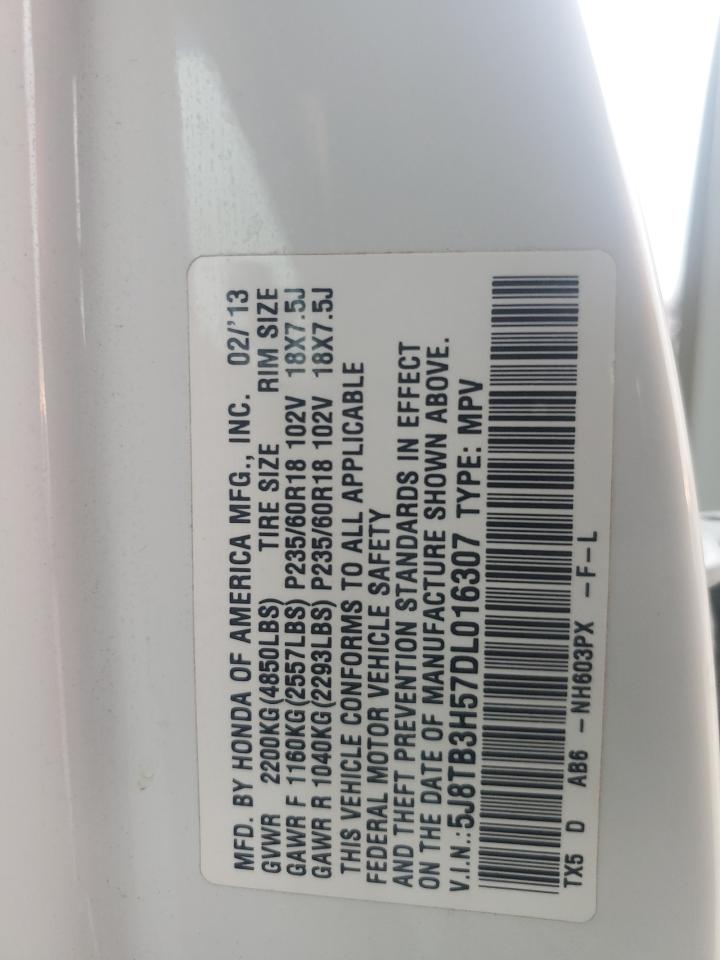 MFD. BY HONDA OF AMERICA MFG., INC. 02/'13
GVWR 2200KG(4850LBS) TIRE SIZE RIM SIZE
GAWR F 1160KG(2557LBS) P235/60R18 102V 18X7.5J
GAWR R 1040KG(2293LBS) P235/60R18 102V 18X7.5J
THIS VEHICLE CONFORMS TO ALL APPLICABLE
FEDERAL MOTOR VEHICLE SAFETY
AND THEFT PREVENTION STANDARDS IN EFFECT
ON THE DATE OF MANUFACTURE SHOWN ABOVE.
V.I.N.:5J8TB3H57DL016307 TYPE: MPV
TX5 D AB6 -NH603PX -F-L